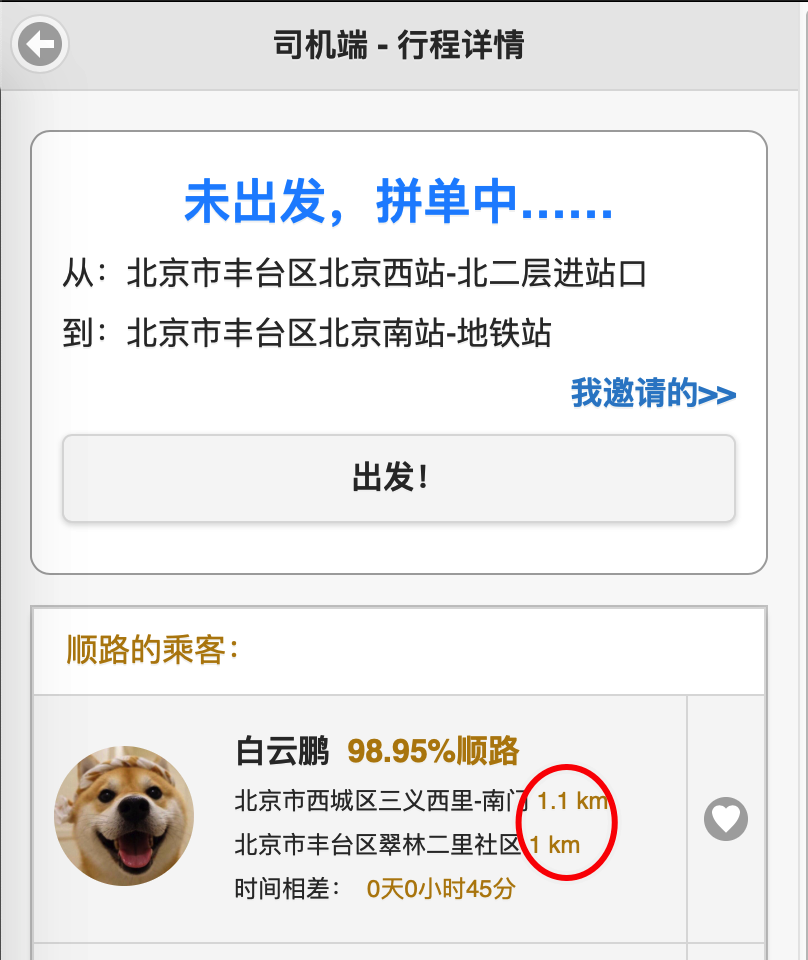 司机端 - 行程详情
未出发，拼单中......
从：北京市丰台区北京西站-北二层进站口
到：北京市丰台区北京南站-地铁站
我邀请的>>
出发！
顺路的乘客：
白云鹏 98.95%顺路
北京市西城区三义西里-南门 1.1 km
北京市丰台区翠林二里社区 1 km
时间相差： 0天0小时45分